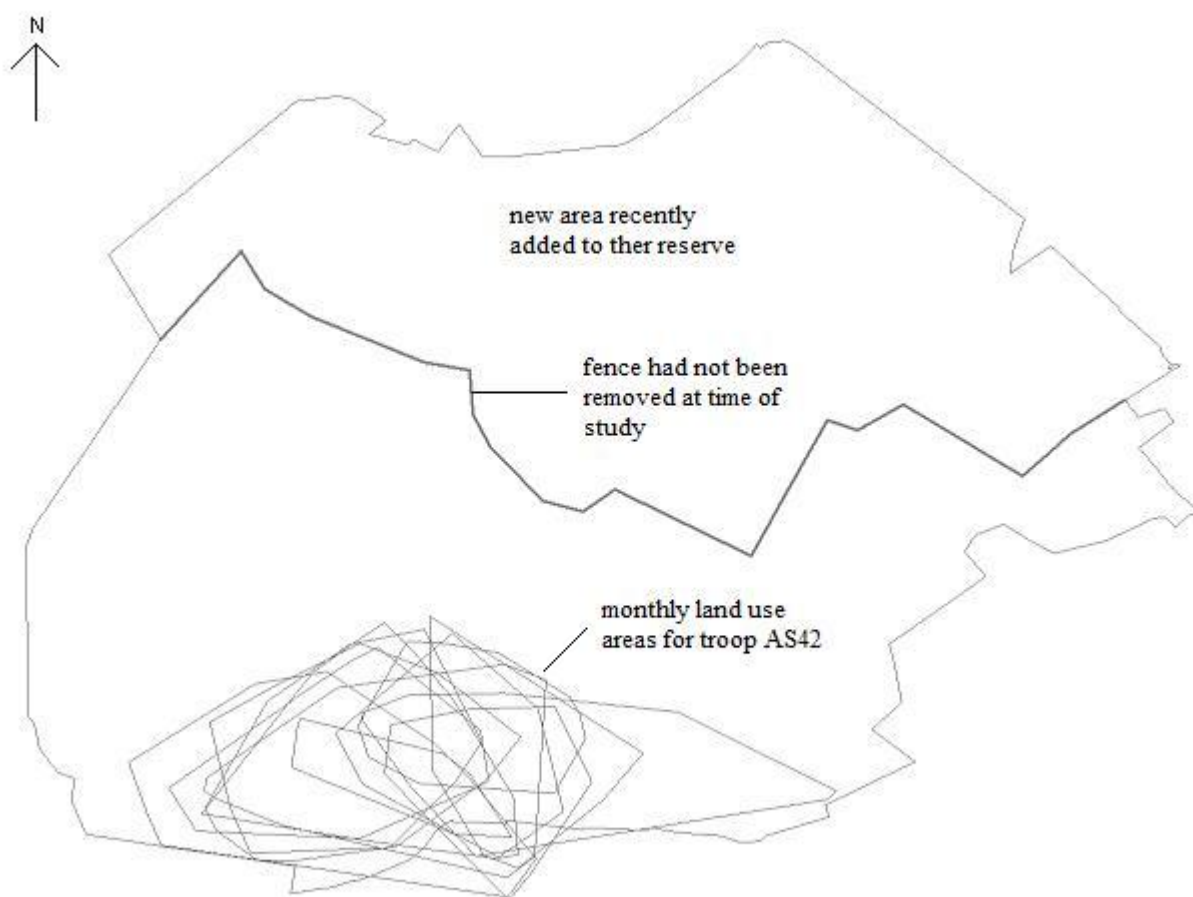 N
new area recently
added to ther reserve
fence had not been
removed at time of
study
monthly land use
areas for troop AS42